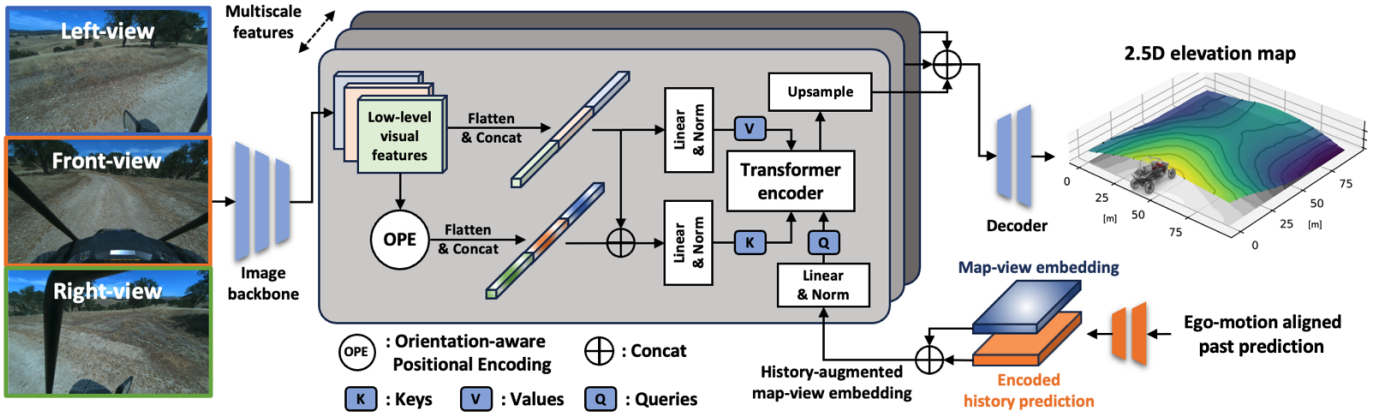 Left-view
Front-view
Right-view
Image
backbone
Multiscale
features
Low-level
visual
features
Flatten
& Concat
OPE
Flatten
& Concat
Linear
& Norm
V
Linear
& Norm
K
Transformer
encoder
Q
Upsample
Linear
& Norm
Decoder
2.5D elevation map
0
25
50
75
[m]
0
25
50
75
[m]
Map-view embedding
Encoded
history prediction
Ego-motion aligned
past prediction
History-augmented
map-view embedding
OPE : Orientation-aware
Positional Encoding
: Concat
K : Keys
V : Values
Q : Queries